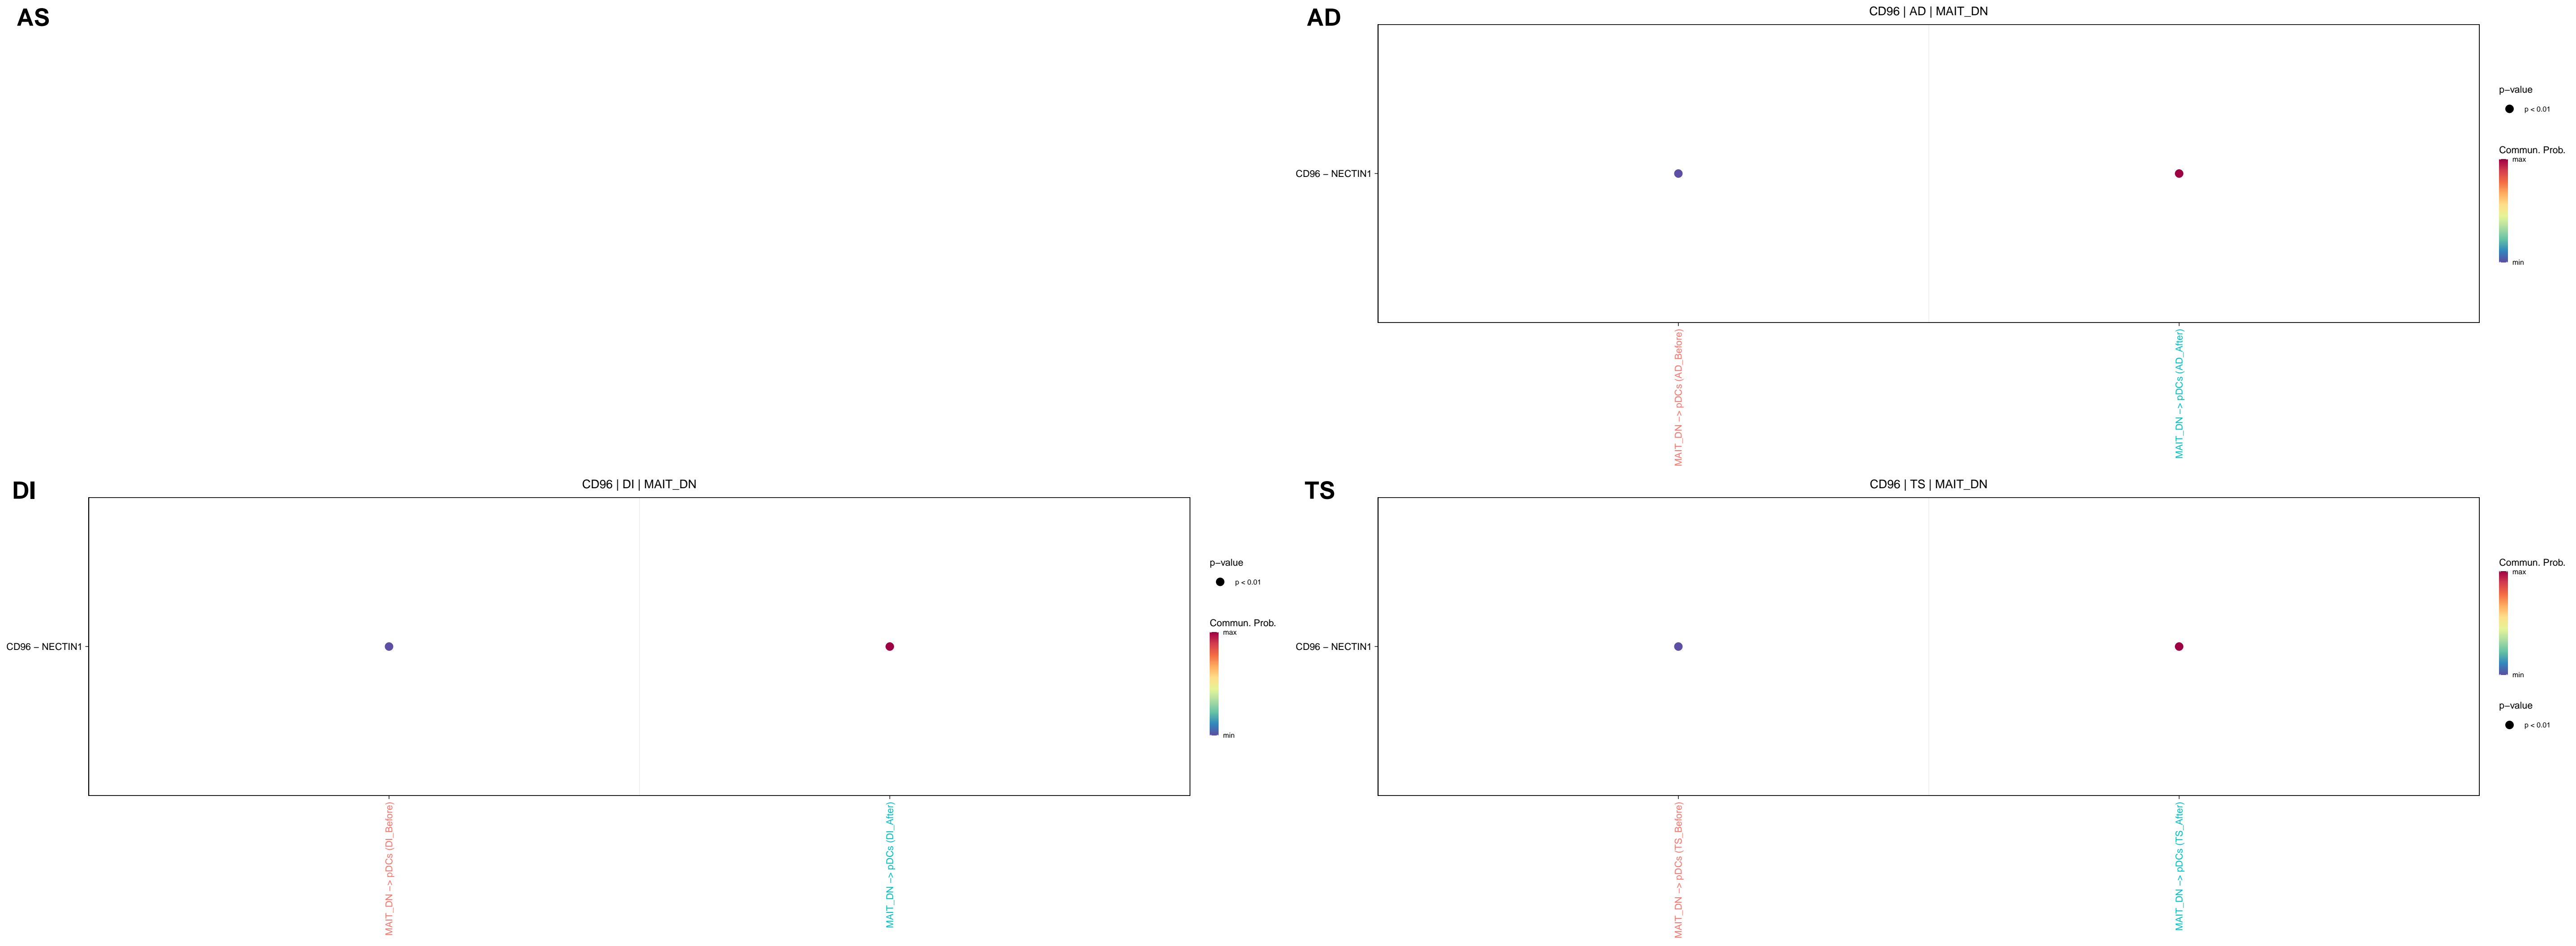 AS
AD
CD96 | AD | MAIT_DN
CD96 − NECTIN1
MAIT_DN −> pDCs (AD_Before)
MAIT_DN −> pDCs (AD_After)
p−value
p < 0.01
Commun. Prob.
max
min
DI
CD96 | DI | MAIT_DN
CD96 − NECTIN1
MAIT_DN −> pDCs (DI_Before)
MAIT_DN −> pDCs (DI_After)
p−value
p < 0.01
Commun. Prob.
max
min
TS
CD96 | TS | MAIT_DN
CD96 − NECTIN1
MAIT_DN −> pDCs (TS_Before)
MAIT_DN −> pDCs (TS_After)
Commun. Prob.
max
min
p−value
p < 0.01